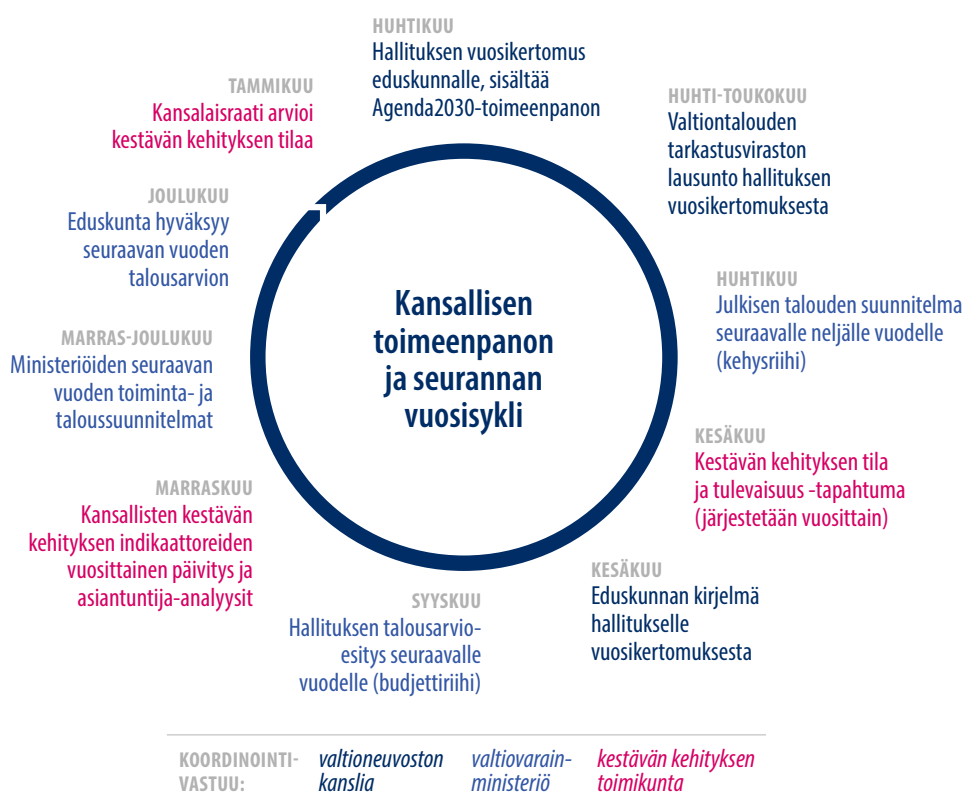 HUHTIKUU
Hallituksen vuosikertomus
eduskunnalle, sisältää
Agenda2030-toimeenpanon
HUHTI-TOUKOKUU
Valtiontalouden
tarkastusviraston
lausunto hallituksen
vuosikertomuksesta
HUHTIKUU
Julkisen talouden suunnitelma
seuraavalle neljälle vuodelle
(kehysriihi)
KESÄKUU
Kestävän kehityksen tila
ja tulevaisuus -tapahtuma
(järjestetään vuosittain)
KESÄKUU
Eduskunnan kirjelmä
hallitukselle
vuosikertomuksesta
SYYSKUU
Hallituksen talousarvio-
esitys seuraavalle
vuodelle (budjettiriihi)
MARRASKUU
Kansallisten kestävän
kehityksen indikaattoreiden
vuosittainen päivitys ja
asiantuntija-analyysit
MARRAS-JOULUKUU
Ministeriöiden seuraavan
vuoden toiminta- ja
taloussuunnitelmat
JOULUKUU
Eduskunta hyväksyy
seuraavan vuoden
talousarvion
TAMMIKUU
Kansalaisraati arvioi
kestävän kehityksen tilaa
Kansallisen
toimeenpanon
ja seurannan
vuosisykli
KOORDINOINTI-
VASTUU:
valtioneuvoston
kanslia
valtiovarain-
ministeriö
kestävän kehityksen
toimikunta